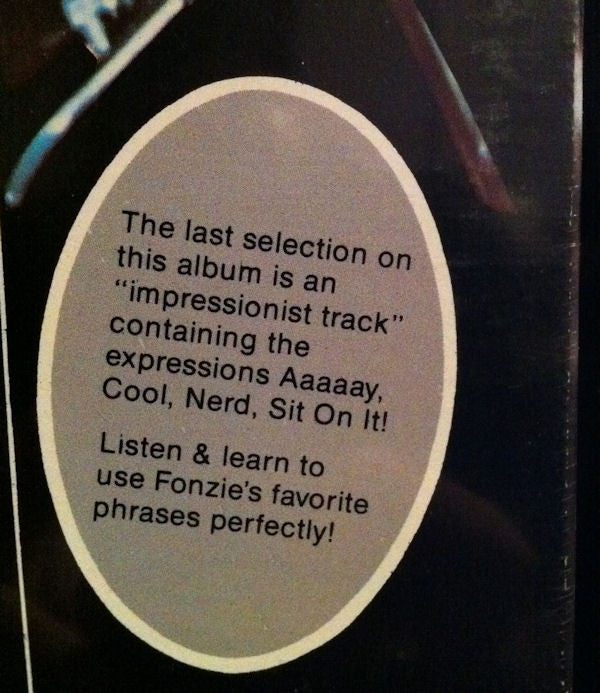 The last selection on
this album is an
“impressionist track”
containing the
expressions Aaaaay,
Cool, Nerd, Sit On It!
Listen & learn to
use Fonzie's favorite
phrases perfectly!